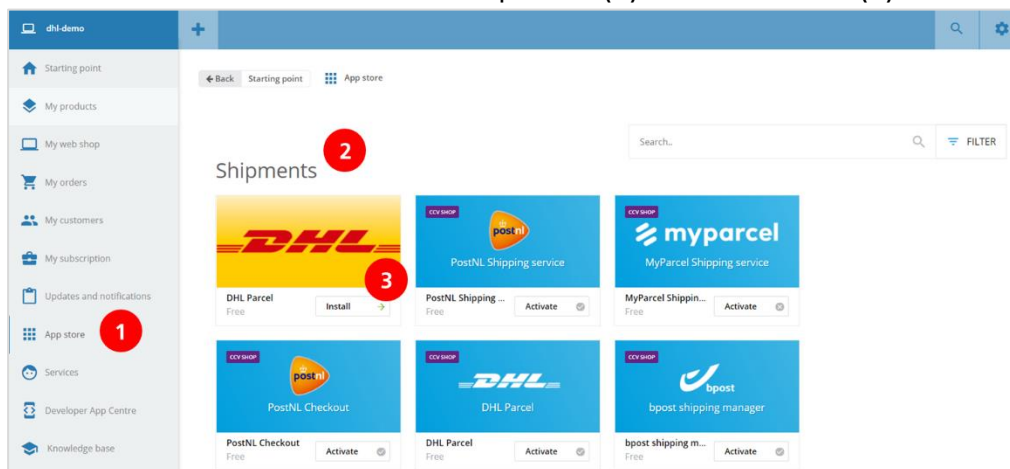 dhl-demo
Starting point
My products
My web shop
My orders
My customers
My subscription
Updates and notifications
App store
1
Services
Developer App Centre
Knowledge base
Back Starting point App store
Search..
FILTER
Shipments
2
DHL
CCV SHOP
postnl
PostNL Shipping service
CCV SHOP
myparcel
MyParcel Shipping service
3
DHL Parcel
Free
Install
PostNL Shipping ...
Free
Activate
MyParcel Shippin...
Free
Activate
CCV SHOP
postnl
PostNL Checkout
CCV SHOP
DHL
DHL Parcel
CCV SHOP
bpost
bpost shipping manager
PostNL Checkout
Free
Activate
DHL Parcel
Free
Activate
bpost shipping m...
Free
Activate